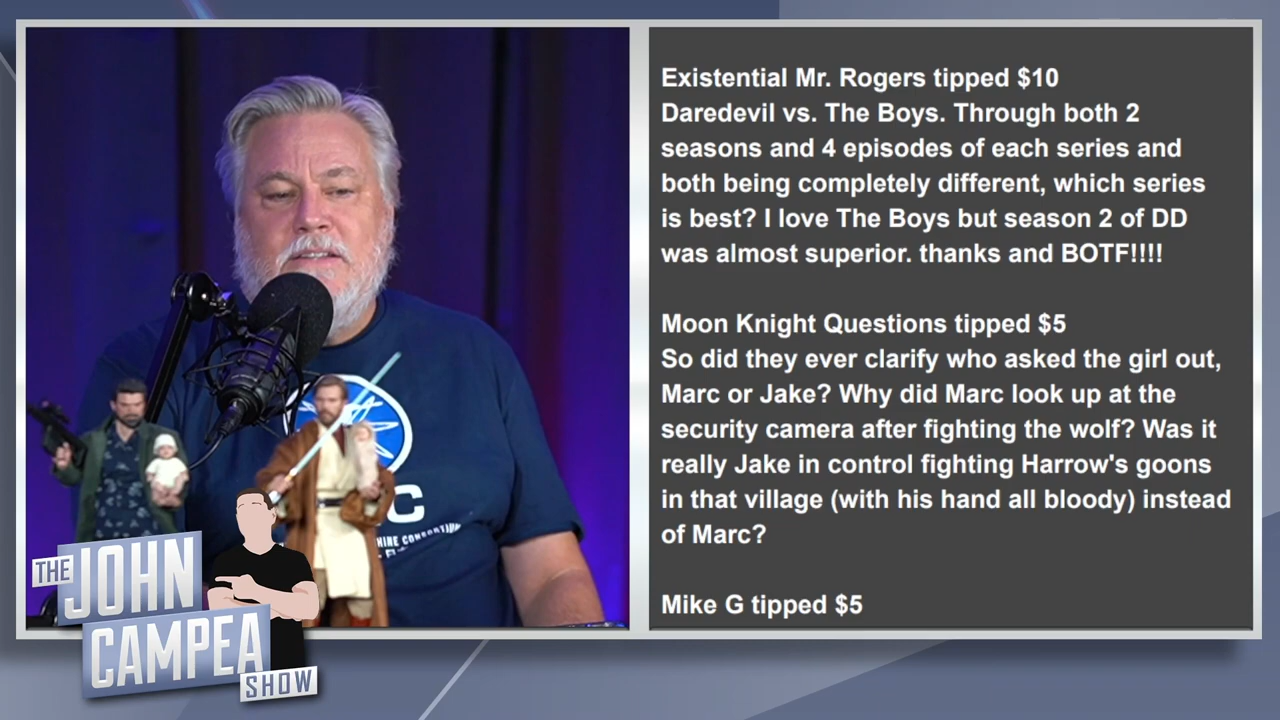 Existential Mr. Rogers tipped $10
Daredevil vs. The Boys. Through both 2
seasons and 4 episodes of each series and
both being completely different, which series
is best? I love The Boys but season 2 of DD
was almost superior. thanks and BOTF!!!!
Moon Knight Questions tipped $5
So did they ever clarify who asked the girl out,
Marc or Jake? Why did Marc look up at the
security camera after fighting the wolf? Was it
really Jake in control fighting Harrow's goons
in that village (with his hand all bloody) instead
of Marc?
Mike G tipped $5
THE
JOHN
CAMPEA
SHOW